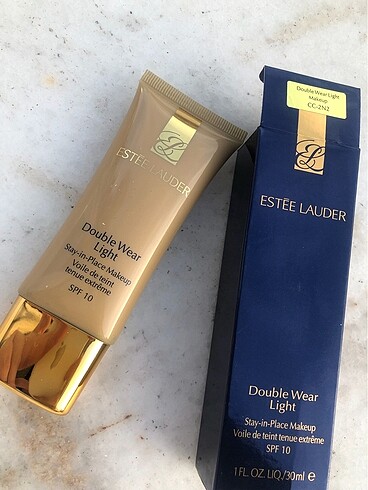 ESTĒE LAUDER
Double Wear
Light
Stay-in-Place Makeup
Voile de teint
tenue extrême
SPF 10
Double Wear Light
Makeup
CC-2N2
ESTĒE LAUDER
Double Wear
Light
Stay-in-Place Makeup
Voile de teint tenue extrême
SPF 10
1 FL.OZ.LIQ./30ml ℮